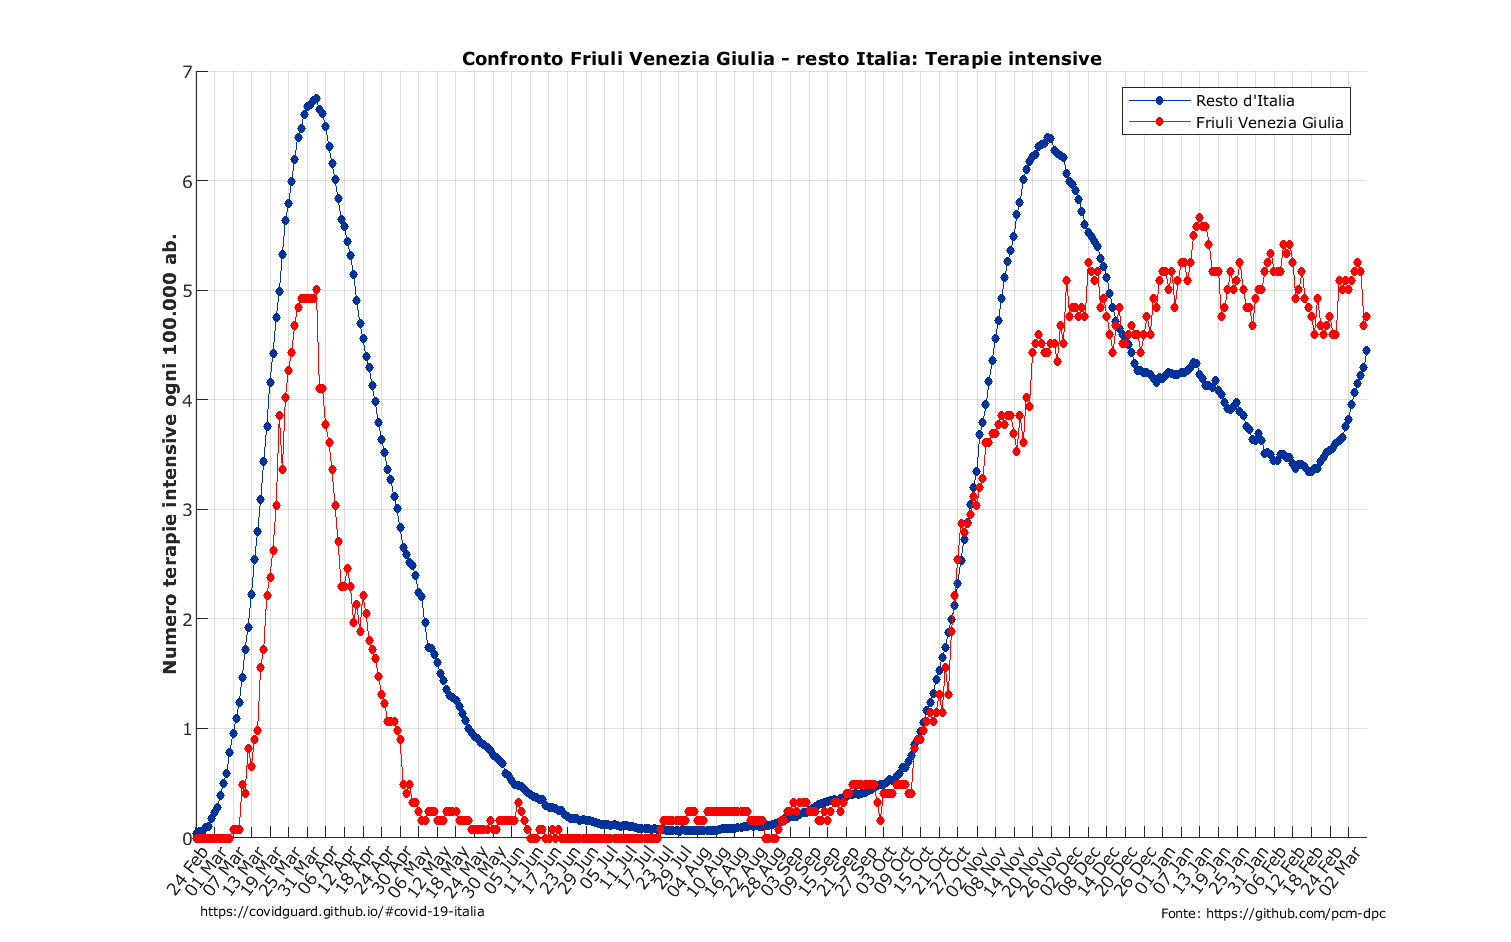 Confronto Friuli Venezia Giulia - resto Italia: Terapie intensive
Resto d'Italia
Friuli Venezia Giulia
Numero terapie intensive ogni 100.000 ab.
7
6
5
4
3
2
1
0
24 Feb
01 Mar
07 Mar
13 Mar
19 Mar
25 Mar
31 Mar
06 Apr
12 Apr
18 Apr
24 Apr
30 Apr
06 May
12 May
18 May
24 May
30 May
05 Jun
11 Jun
17 Jun
23 Jun
29 Jun
05 Jul
11 Jul
17 Jul
23 Jul
29 Jul
04 Aug
10 Aug
16 Aug
22 Aug
28 Aug
03 Sep
09 Sep
15 Sep
21 Sep
27 Sep
03 Oct
09 Oct
15 Oct
21 Oct
27 Oct
02 Nov
08 Nov
14 Nov
20 Nov
26 Nov
02 Dec
08 Dec
14 Dec
20 Dec
26 Dec
01 Jan
07 Jan
13 Jan
19 Jan
25 Jan
31 Jan
06 Feb
12 Feb
18 Feb
24 Feb
02 Mar
https://covidguard.github.io/#covid-19-italia
Fonte: https://github.com/pcm-dpc